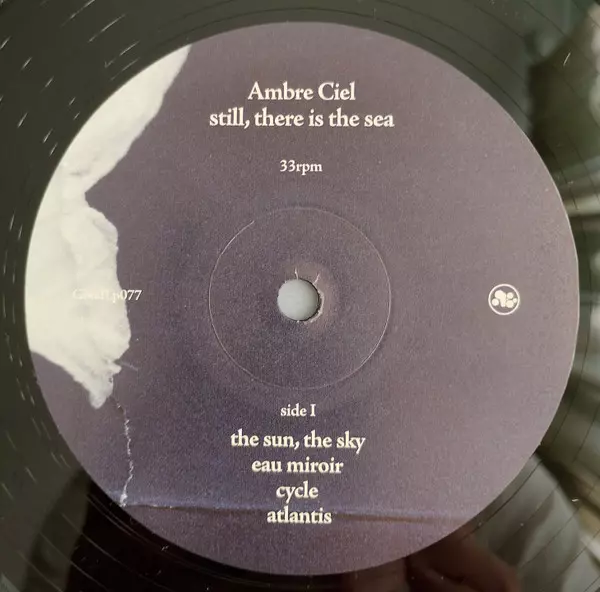 Ambre Ciel
still, there is the sea
33rpm
side I
the sun, the sky
eau miroir
cycle
atlantis